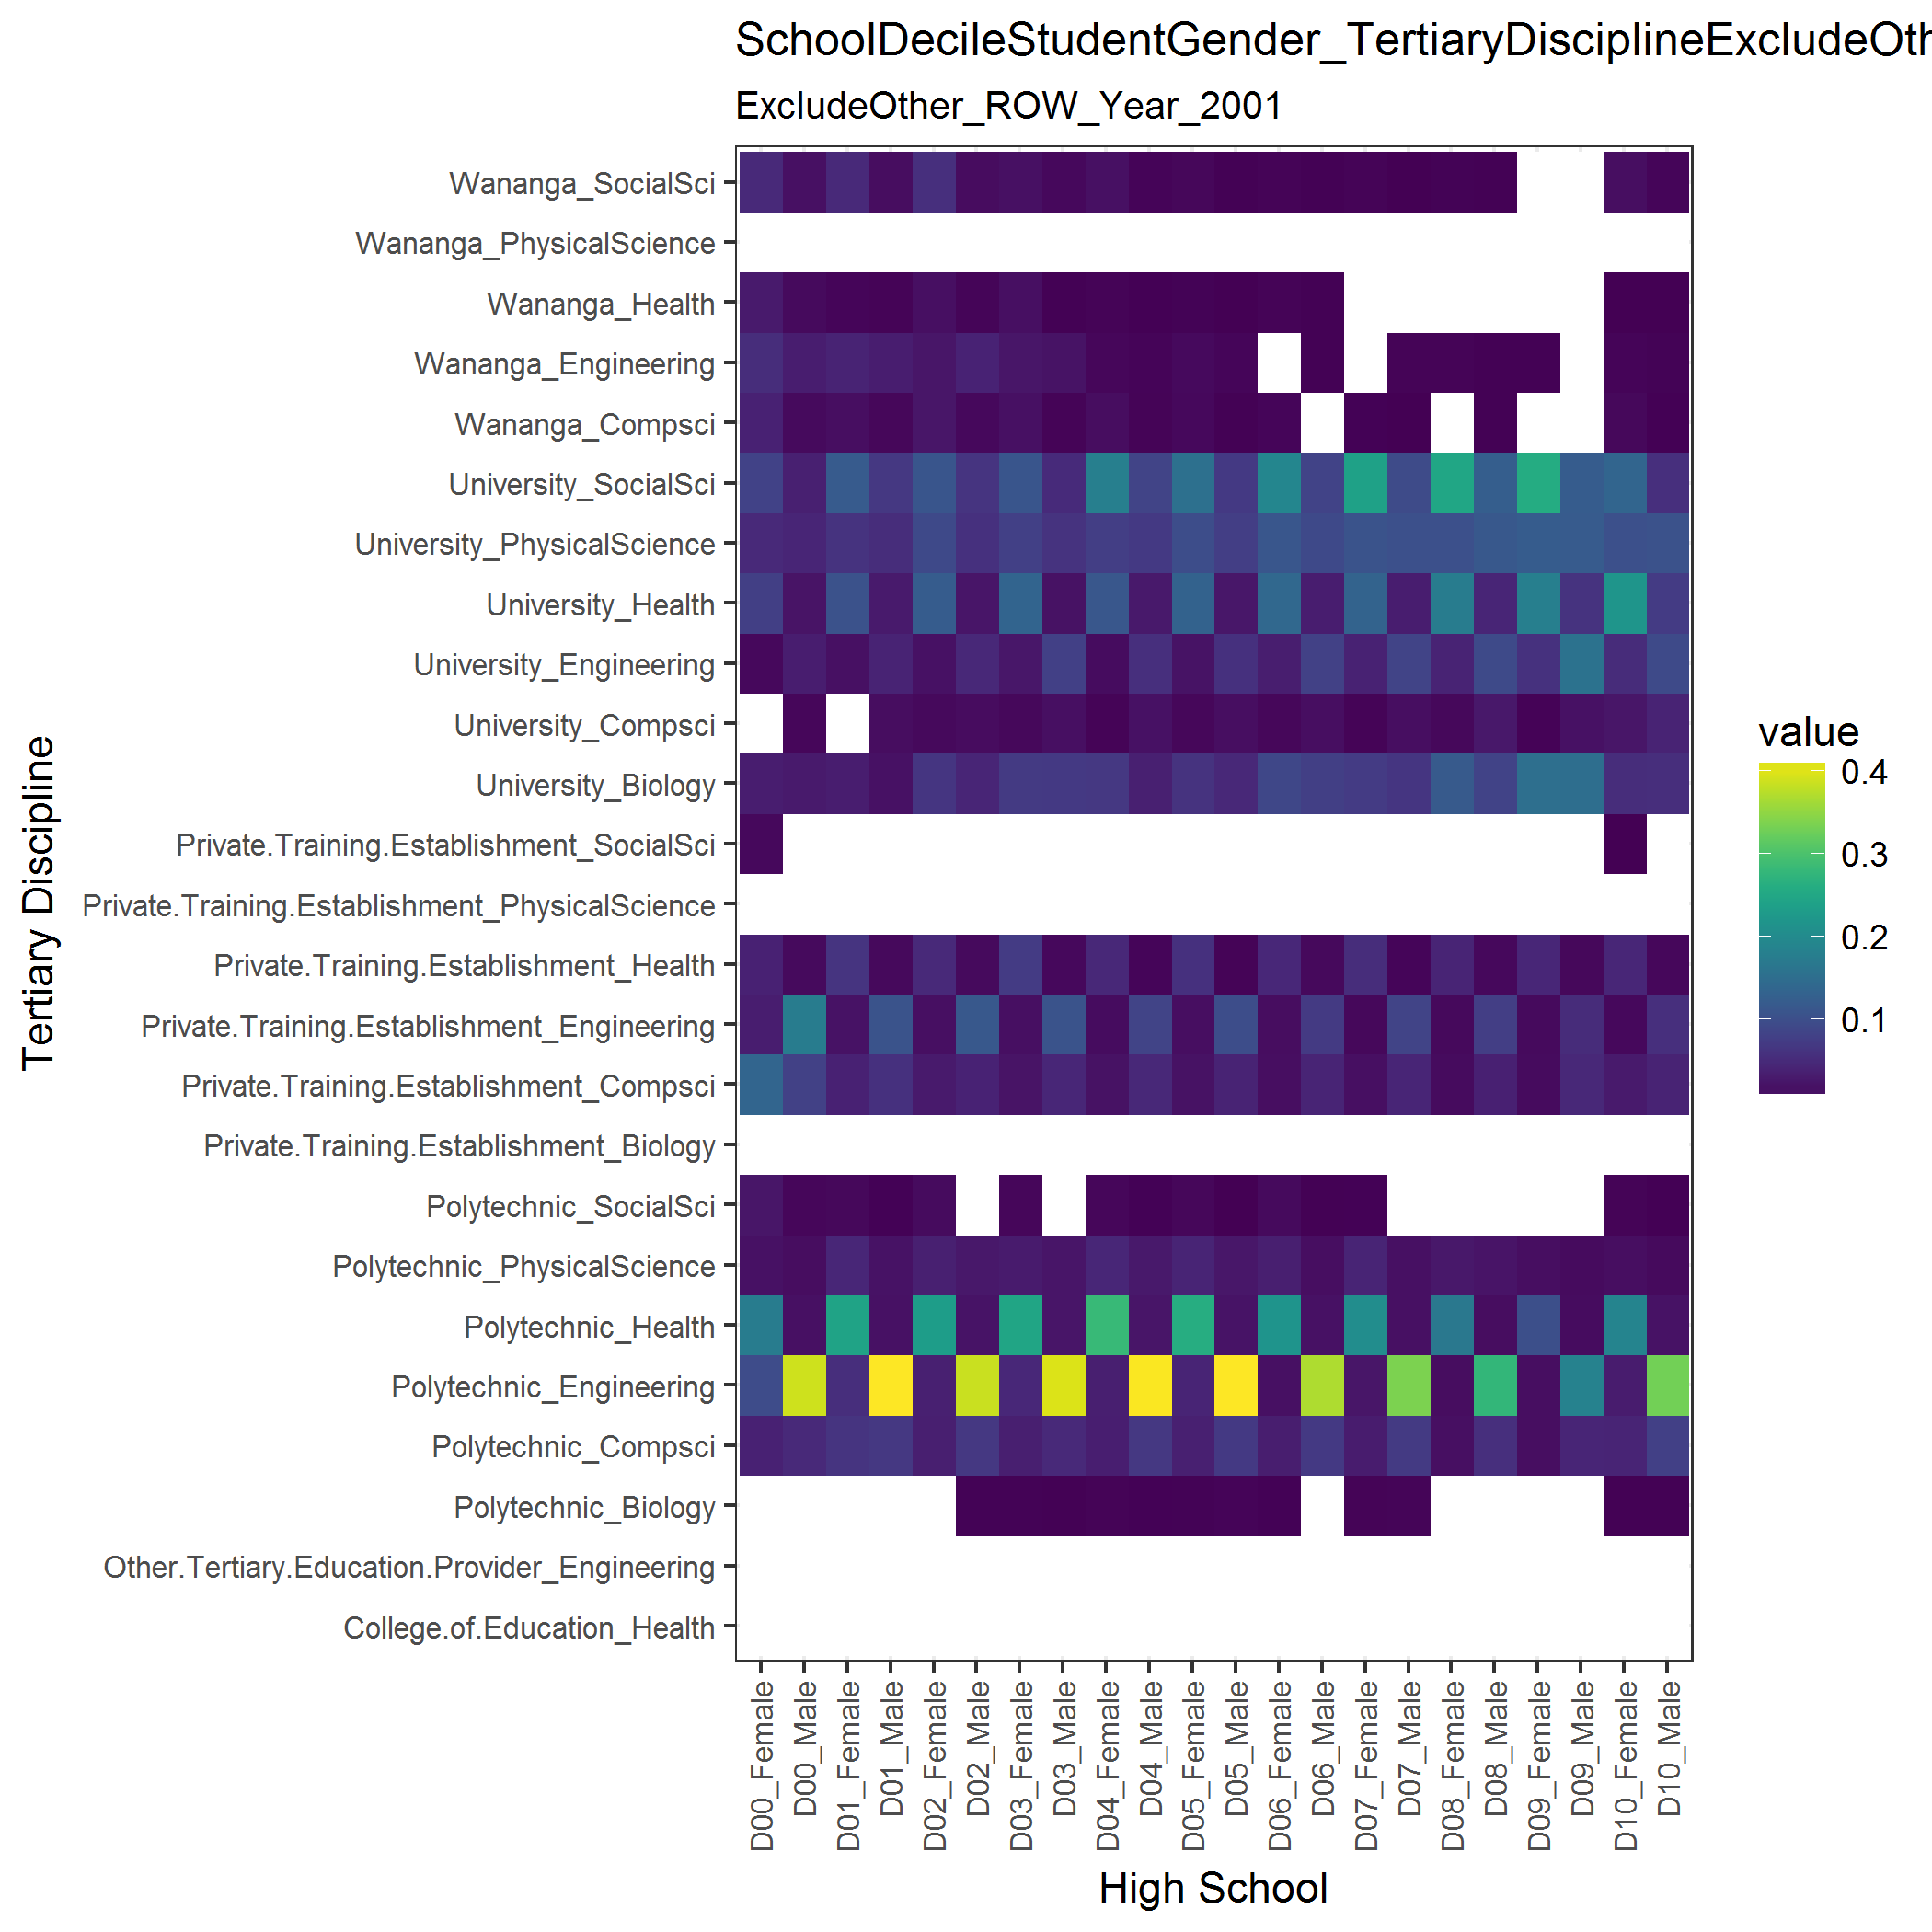 SchoolDecileStudentGender_TertiaryDisciplineExcludeOth
ExcludeOther_ROW_Year_2001
Tertiary Discipline
Wananga_SocialSci
Wananga_PhysicalScience
Wananga_Health
Wananga_Engineering
Wananga_Compsci
University_SocialSci
University_PhysicalScience
University_Health
University_Engineering
University_Compsci
University_Biology
Private.Training.Establishment_SocialSci
Private.Training.Establishment_PhysicalScience
Private.Training.Establishment_Health
Private.Training.Establishment_Engineering
Private.Training.Establishment_Compsci
Private.Training.Establishment_Biology
Polytechnic_SocialSci
Polytechnic_PhysicalScience
Polytechnic_Health
Polytechnic_Engineering
Polytechnic_Compsci
Polytechnic_Biology
Other.Tertiary.Education.Provider_Engineering
College.of.Education_Health
D00_Female
D00_Male
D01_Female
D01_Male
D02_Female
D02_Male
D03_Female
D03_Male
D04_Female
D04_Male
D05_Female
D05_Male
D06_Female
D06_Male
D07_Female
D07_Male
D08_Female
D08_Male
D09_Female
D09_Male
D10_Female
D10_Male
High School
value
0.4
0.3
0.2
0.1